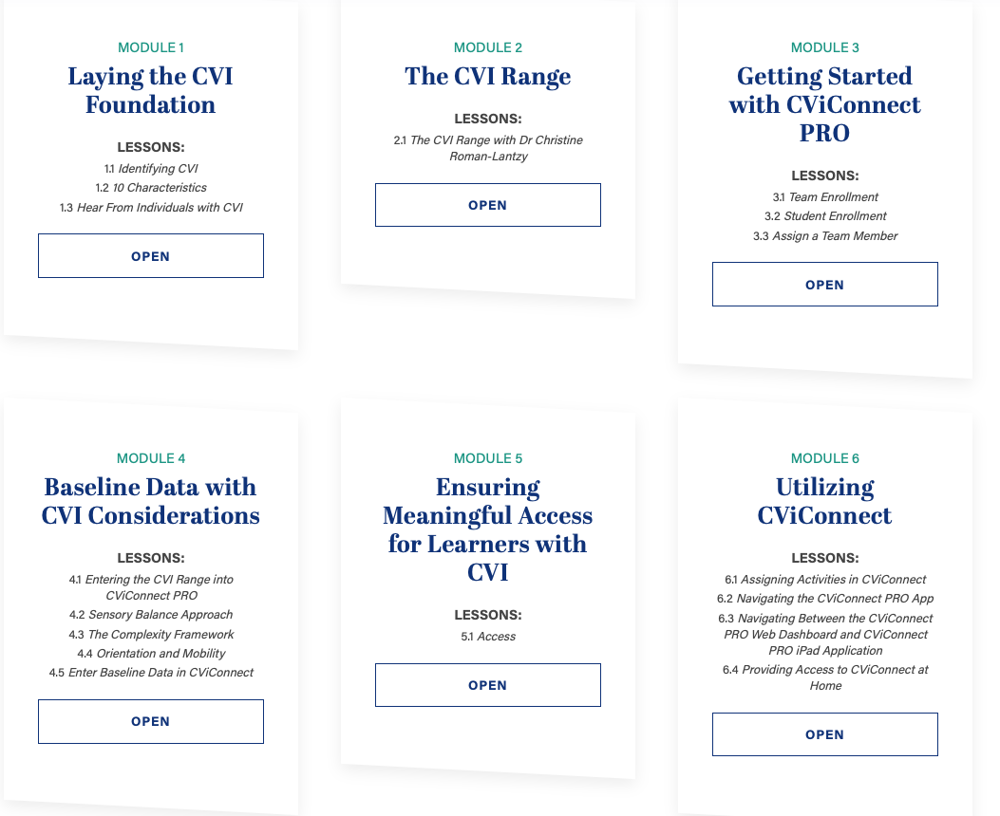 MODULE 1
Laying the CVI
Foundation
LESSONS:
1.1 Identifying CVI
1.2 10 Characteristics
1.3 Hear From Individuals with CVI
OPEN
MODULE 2
The CVI Range
LESSONS:
2.1 The CVI Range with Dr Christine
Roman-Lantzy
OPEN
MODULE 3
Getting Started
with CViConnect
PRO
LESSONS:
3.1 Team Enrollment
3.2 Student Enrollment
3.3 Assign a Team Member
OPEN
MODULE 4
Baseline Data with
CVI Considerations
LESSONS:
4.1 Entering the CVI Range into
CViConnect PRO
4.2 Sensory Balance Approach
4.3 The Complexity Framework
4.4 Orientation and Mobility
4.5 Enter Baseline Data in CViConnect
OPEN
MODULE 5
Ensuring
Meaningful Access
for Learners with
CVI
LESSONS:
5.1 Access
OPEN
MODULE 6
Utilizing
CViConnect
LESSONS:
6.1 Assigning Activities in CViConnect
6.2 Navigating the CViConnect PRO App
6.3 Navigating Between the CViConnect
PRO Web Dashboard and CViConnect
PRO iPad Application
6.4 Providing Access to CViConnect at
Home
OPEN